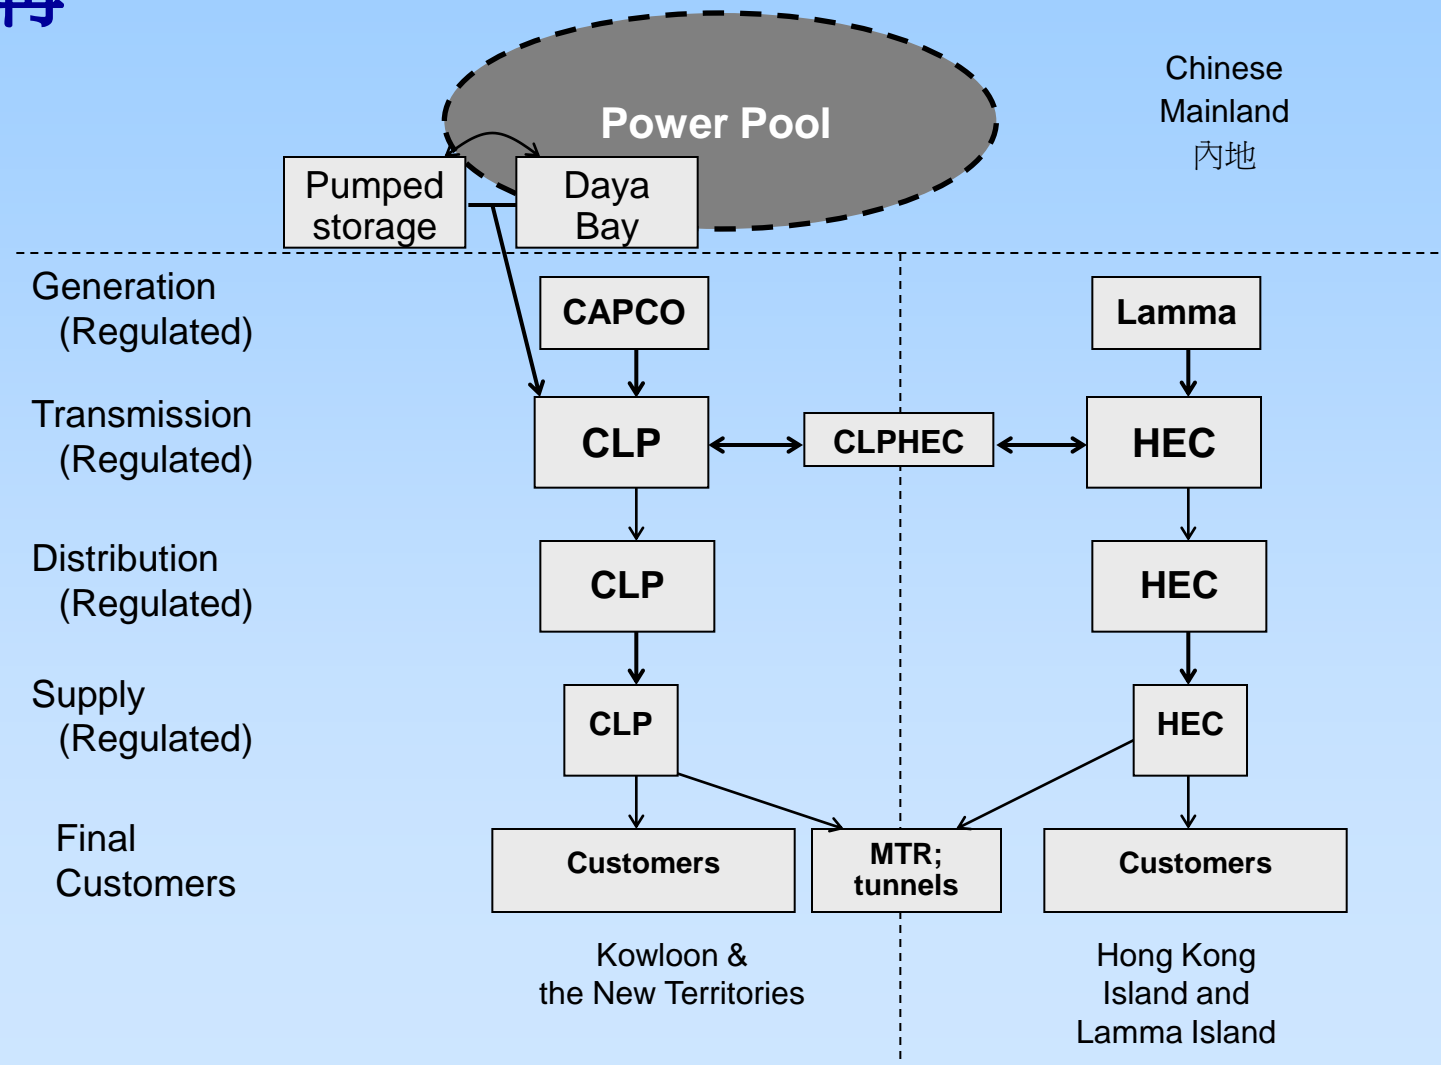 Power Pool
Chinese
Mainland
內地
Pumped
storage
Daya
Bay
Generation
(Regulated)
CAPCO
Lamma
Transmission
(Regulated)
CLP
CLPHEC
HEC
Distribution
(Regulated)
CLP
HEC
Supply
(Regulated)
CLP
HEC
Final
Customers
Customers
MTR;
tunnels
Customers
Kowloon &
the New Territories
Hong Kong
Island and
Lamma Island